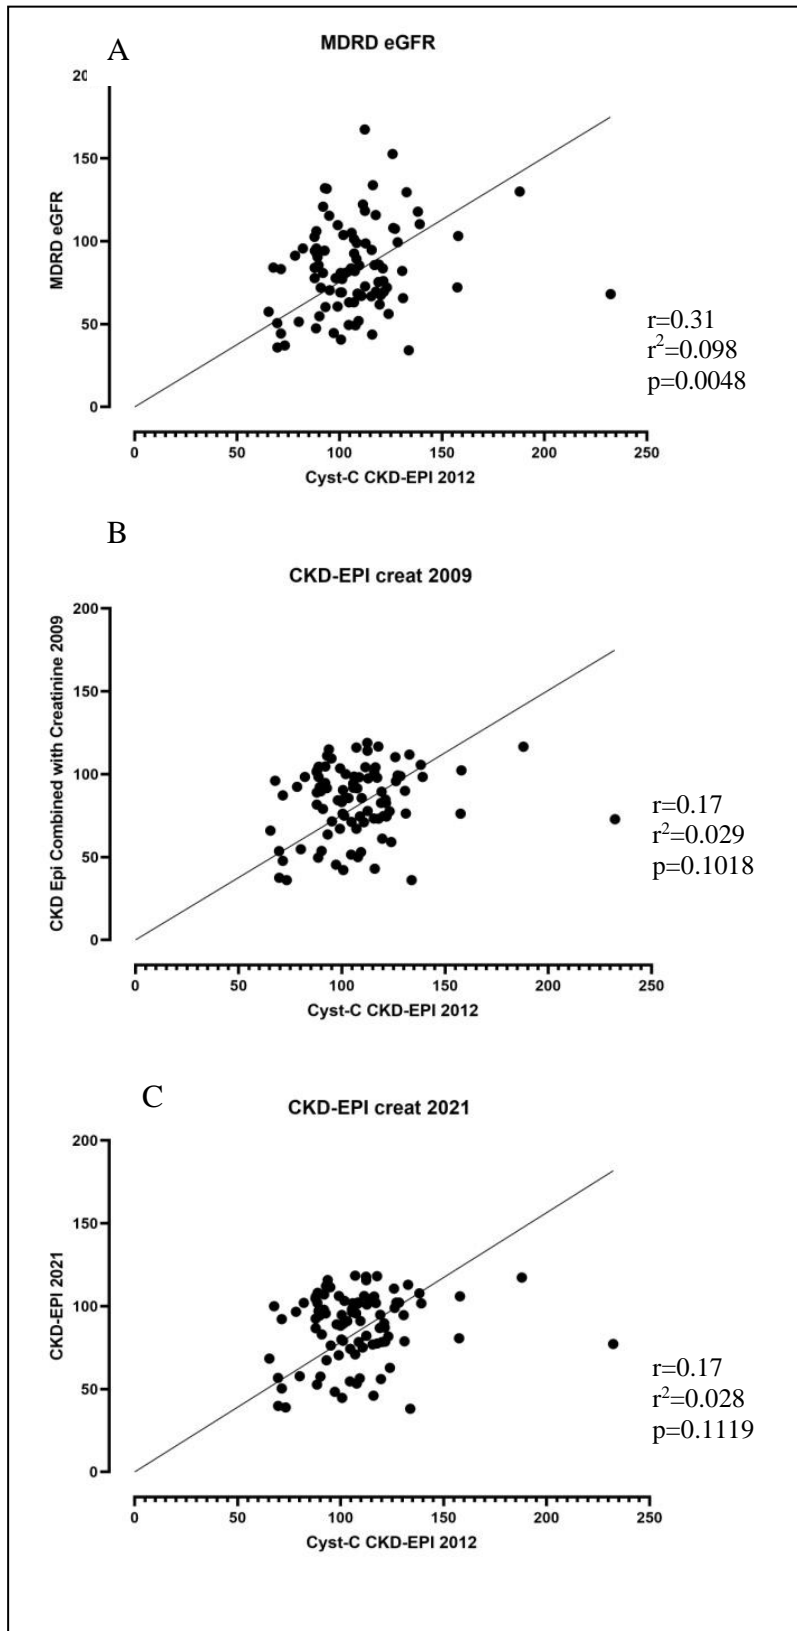 A
MDRD eGFR
20
150
100
50
0
MDRD eGFR
0 50 100 150 200 250
Cyst-C CKD-EPI 2012
r=0.31
r²=0.098
p=0.0048
B
CKD-EPI creat 2009
200
150
100
50
0
CKD Epi Combined with Creatinine 2009
0 50 100 150 200 250
Cyst-C CKD-EPI 2012
r=0.17
r²=0.029
p=0.1018
C
CKD-EPI creat 2021
200
150
100
50
0
CKD-EPI 2021
0 50 100 150 200 250
Cyst-C CKD-EPI 2012
r=0.17
r²=0.028
p=0.1119